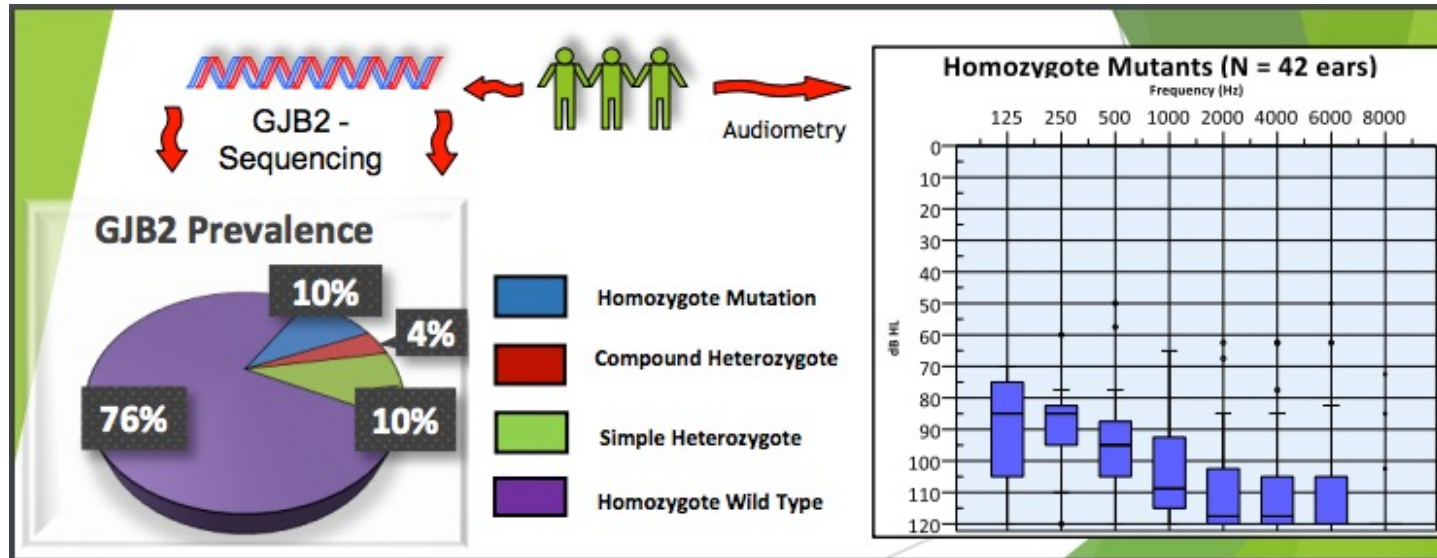 GJB2 -
Sequencing
Audiometry
GJB2 Prevalence
10%
4%
10%
76%
Homozygote Mutation
Compound Heterozygote
Simple Heterozygote
Homozygote Wild Type
Homozygote Mutants (N = 42 ears)
Frequency (Hz)
125 250 500 1000 2000 4000 6000 8000
dB HL
0
10
20
30
40
50
60
70
80
90
100
110
120